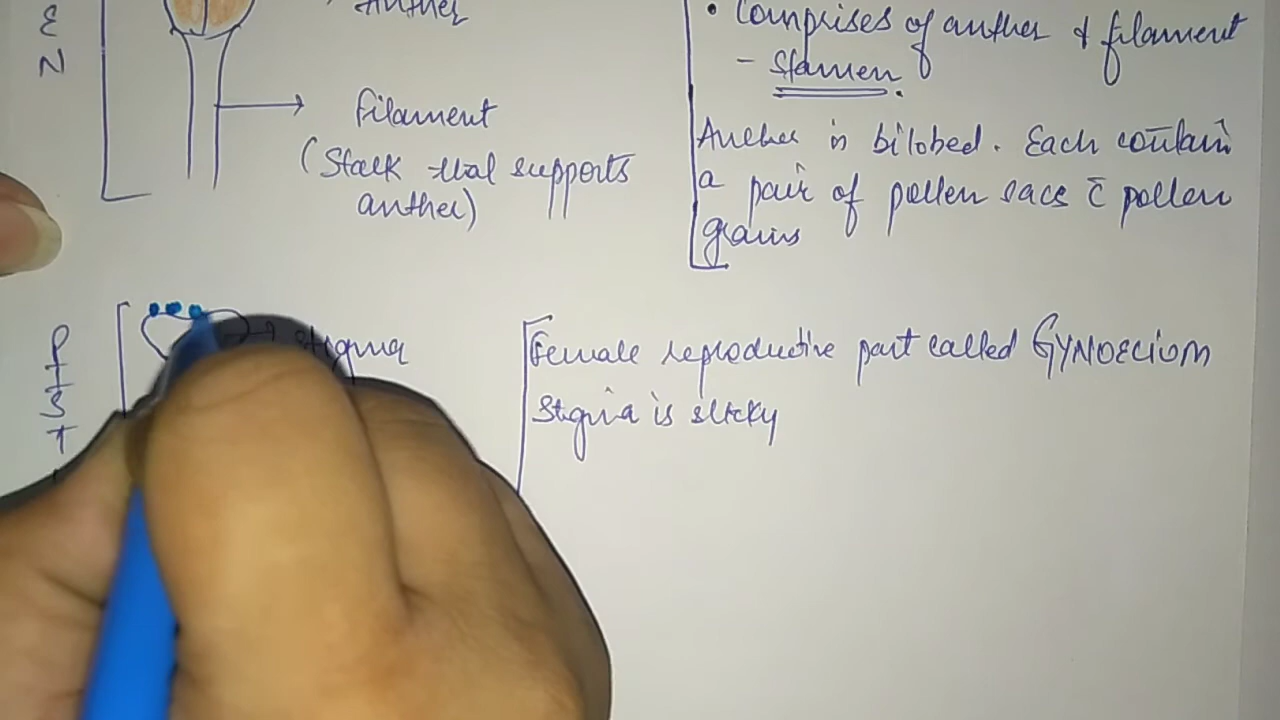 E
N
Anther
filament
(Stalk that supports
anther)
• Comprises of anther & filament
- Stamen.
Anther is bilobed. Each contain
a pair of pollen sacs c̄ pollen
grains
P
I
S
T
stigma
Female reproductive part called GYNOECIUM
Stigma is sticky